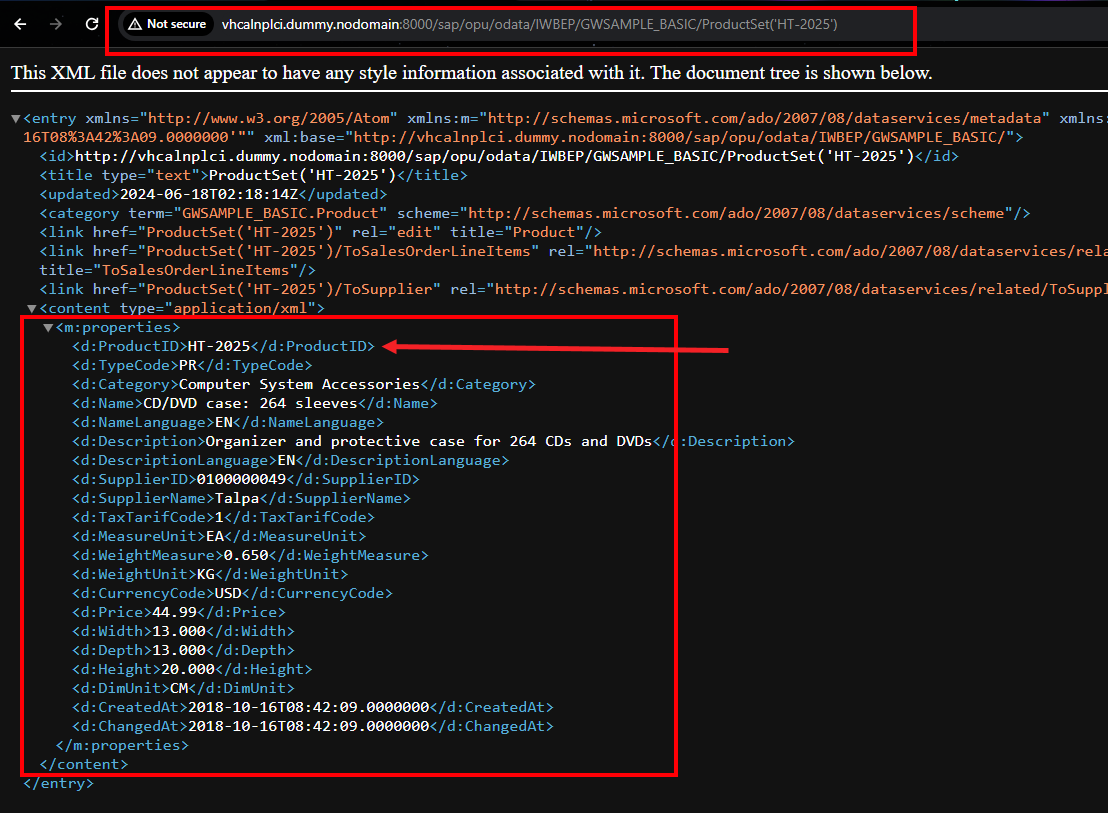 Not secure vhcalnplci.dummy.nodomain:8000/sap/opu/odata/IWBEP/GWSAMPLE_BASIC/ProductSet('HT-2025')
This XML file does not appear to have any style information associated with it. The document tree is shown below.
▼<entry xmlns="http://www.w3.org/2005/Atom" xmlns:m="http://schemas.microsoft.com/ado/2007/08/dataservices/metadata" xmlns:
16T08%3A42%3A09.0000000'"" xml:base="http://vhcalnplci.dummy.nodomain:8000/sap/opu/odata/IWBEP/GWSAMPLE_BASIC/">
<id>http://vhcalnplci.dummy.nodomain:8000/sap/opu/odata/IWBEP/GWSAMPLE_BASIC/ProductSet('HT-2025')</id>
<title type="text">ProductSet('HT-2025')</title>
<updated>2024-06-18T02:18:14Z</updated>
<category term="GWSAMPLE_BASIC.Product" scheme="http://schemas.microsoft.com/ado/2007/08/dataservices/scheme"/>
<link href="ProductSet('HT-2025')" rel="edit" title="Product"/>
<link href="ProductSet('HT-2025')/ToSalesOrderLineItems" rel="http://schemas.microsoft.com/ado/2007/08/dataservices/rela
title="ToSalesOrderLineItems"/>
<link href="ProductSet('HT-2025')/ToSupplier" rel="http://schemas.microsoft.com/ado/2007/08/dataservices/related/ToSuppl
▼<content type="application/xml">
▼<m:properties>
<d:ProductID>HT-2025</d:ProductID>
<d:TypeCode>PR</d:TypeCode>
<d:Category>Computer System Accessories</d:Category>
<d:Name>CD/DVD case: 264 sleeves</d:Name>
<d:NameLanguage>EN</d:NameLanguage>
<d:Description>Organizer and protective case for 264 CDs and DVDs</d:Description>
<d:DescriptionLanguage>EN</d:DescriptionLanguage>
<d:SupplierID>0100000049</d:SupplierID>
<d:SupplierName>Talpa</d:SupplierName>
<d:TaxTarifCode>1</d:TaxTarifCode>
<d:MeasureUnit>EA</d:MeasureUnit>
<d:WeightMeasure>0.650</d:WeightMeasure>
<d:WeightUnit>KG</d:WeightUnit>
<d:CurrencyCode>USD</d:CurrencyCode>
<d:Price>44.99</d:Price>
<d:Width>13.000</d:Width>
<d:Depth>13.000</d:Depth>
<d:Height>20.000</d:Height>
<d:DimUnit>CM</d:DimUnit>
<d:CreatedAt>2018-10-16T08:42:09.0000000</d:CreatedAt>
<d:ChangedAt>2018-10-16T08:42:09.0000000</d:ChangedAt>
</m:properties>
</content>
</entry>